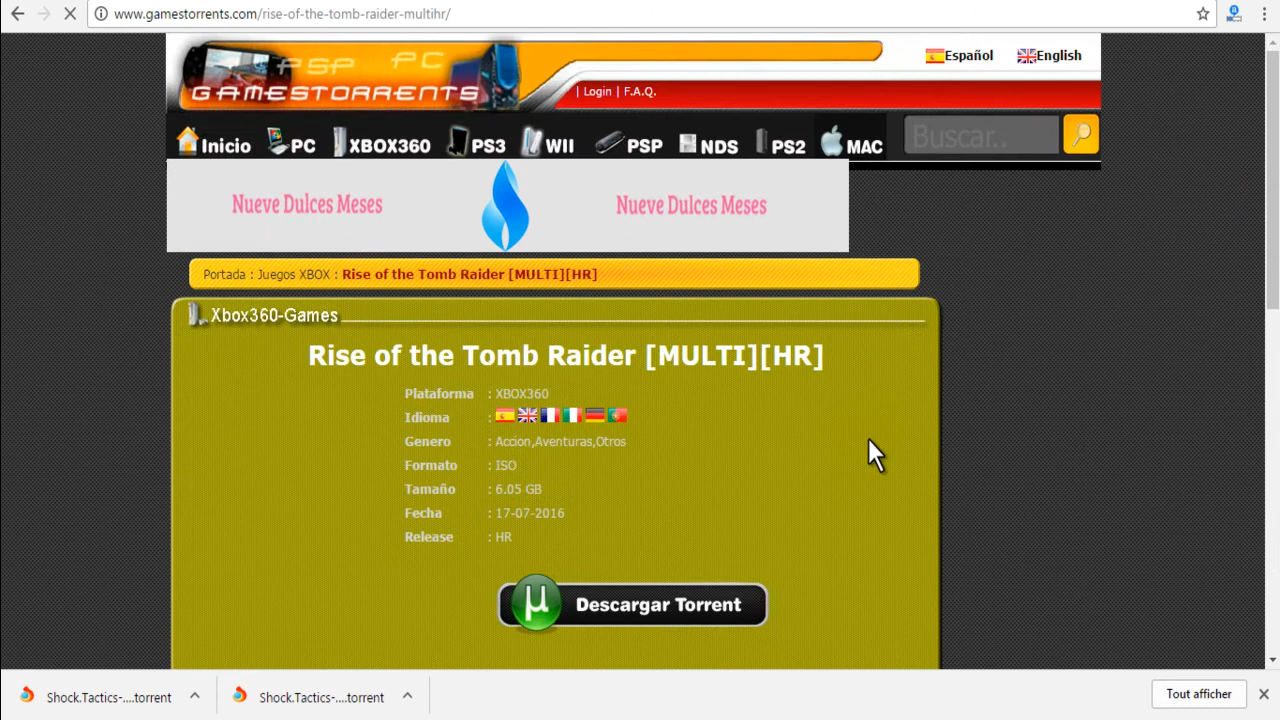 www.gamestorrents.com/rise-of-the-tomb-raider-multihr/
PSP PC
GAMESTORRENTS
Español English
| Login | F.A.Q.
Inicio PC XBOX360 PS3 WII PSP NDS PS2 MAC Buscar..
Nueve Dulces Meses Nueve Dulces Meses
Portada : Juegos XBOX : Rise of the Tomb Raider [MULTI][HR]
Xbox360-Games
Rise of the Tomb Raider [MULTI][HR]
Plataforma : XBOX360
Idioma :
Genero : Accion,Aventuras,Otros
Formato : ISO
Tamaño : 6.05 GB
Fecha : 17-07-2016
Release : HR
µ Descargar Torrent
Shock.Tactics-....torrent Shock.Tactics-....torrent Tout afficher